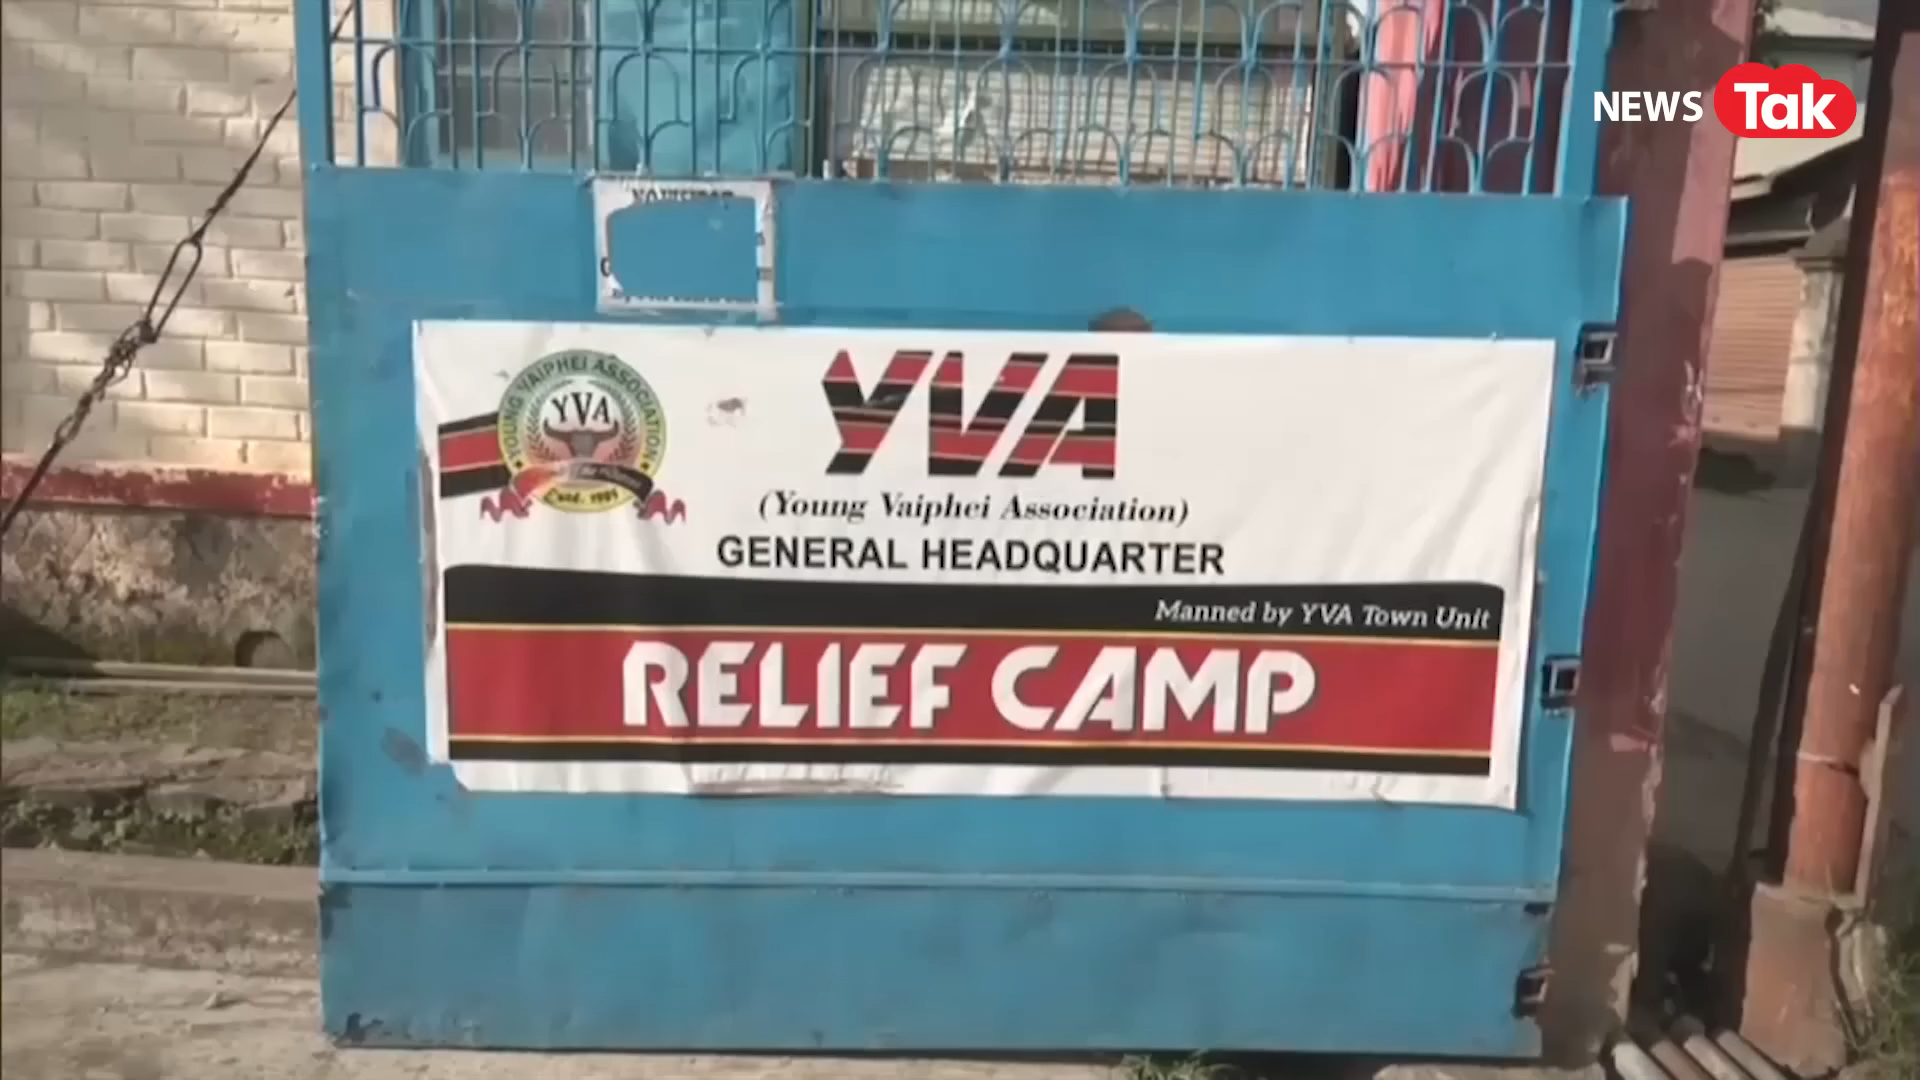 NEWS Tak
YOUNG VAIPHEI ASSOCIATION
YVA
YVA
(Young Vaiphei Association)
GENERAL HEADQUARTER
Manned by YVA Town Unit
RELIEF CAMP